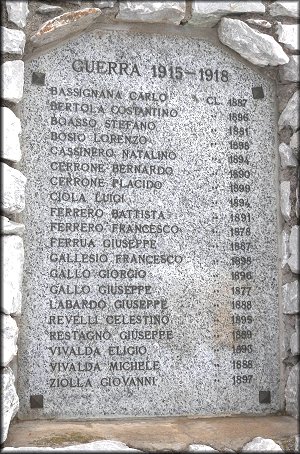 GUERRA 1915-1918
BASSIGNANA CARLO " CL. 1887
BERTOLA COSTANTINO " 1896
BOASSO STEFANO " 1881
BOSIO LORENZO " 1898
CASSINERO NATALINO " 1894
CERRONE BERNARDO " 1890
CERRONE PLACIDO " 1899
CIOLA LUIGI " 1894
FERRERO BATTISTA " 1891
FERRERO FRANCESCO " 1878
FERRUA GIUSEPPE " 1887
GALLESIO FRANCESCO " 1898
GALLO GIORGIO " 1896
GALLO GIUSEPPE " 1877
LABARDO GIUSEPPE " 1888
REVELLI CELESTINO " 1899
RESTAGNO GIUSEPPE " 1889
VIVALDA ELIGIO "
VIVALDA MICHELE " 1888
ZIOLLA GIOVANNI " 1897